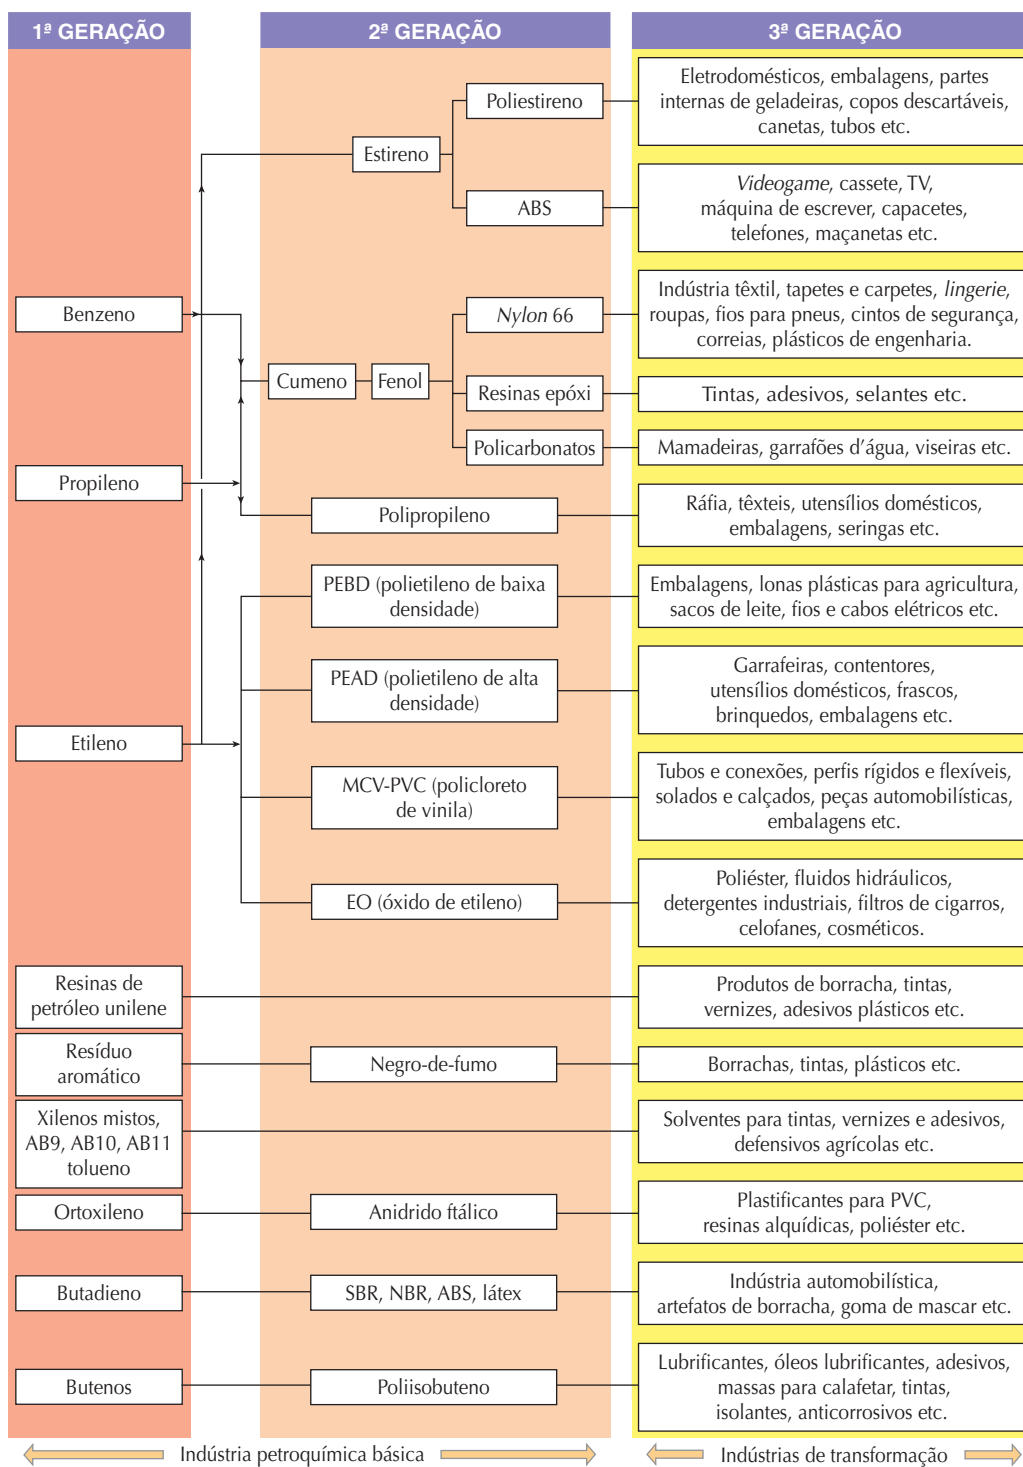 1ª GERAÇÃO
2ª GERAÇÃO
3ª GERAÇÃO
Poliestireno
Eletrodomésticos, embalagens, partes
internas de geladeiras, copos descartáveis,
canetas, tubos etc.
Estireno
ABS
Videogame, cassete, TV,
máquina de escrever, capacetes,
telefones, maçanetas etc.
Benzeno
Nylon 66
Indústria têxtil, tapetes e carpetes, lingerie,
roupas, fios para pneus, cintos de segurança,
correias, plásticos de engenharia.
Cumeno
Fenol
Resinas epóxi
Tintas, adesivos, selantes etc.
Policarbonatos
Mamadeiras, garrafões d’água, viseiras etc.
Propileno
Polipropileno
Ráfia, têxteis, utensílios domésticos,
embalagens, seringas etc.
PEBD (polietileno de baixa
densidade)
Embalagens, lonas plásticas para agricultura,
sacos de leite, fios e cabos elétricos etc.
PEAD (polietileno de alta
densidade)
Garrafeiras, contentores,
utensílios domésticos, frascos,
brinquedos, embalagens etc.
Etileno
MCV-PVC (policloreto
de vinila)
Tubos e conexões, perfis rígidos e flexíveis,
solados e calçados, peças automobilísticas,
embalagens etc.
EO (óxido de etileno)
Poliéster, fluidos hidráulicos,
detergentes industriais, filtros de cigarros,
celofanes, cosméticos.
Resinas de
petróleo unilene
Produtos de borracha, tintas,
vernizes, adesivos plásticos etc.
Resíduo
aromático
Negro-de-fumo
Borrachas, tintas, plásticos etc.
Xilenos mistos,
AB9, AB10, AB11
tolueno
Solventes para tintas, vernizes e adesivos,
defensivos agrícolas etc.
Ortoxileno
Anidrido ftálico
Plastificantes para PVC,
resinas alquídicas, poliéster etc.
Butadieno
SBR, NBR, ABS, látex
Indústria automobilística,
artefatos de borracha, goma de mascar etc.
Butenos
Poliisobuteno
Lubrificantes, óleos lubrificantes, adesivos,
massas para calafetar, tintas,
isolantes, anticorrosivos etc.
Indústria petroquímica básica
Indústrias de transformação